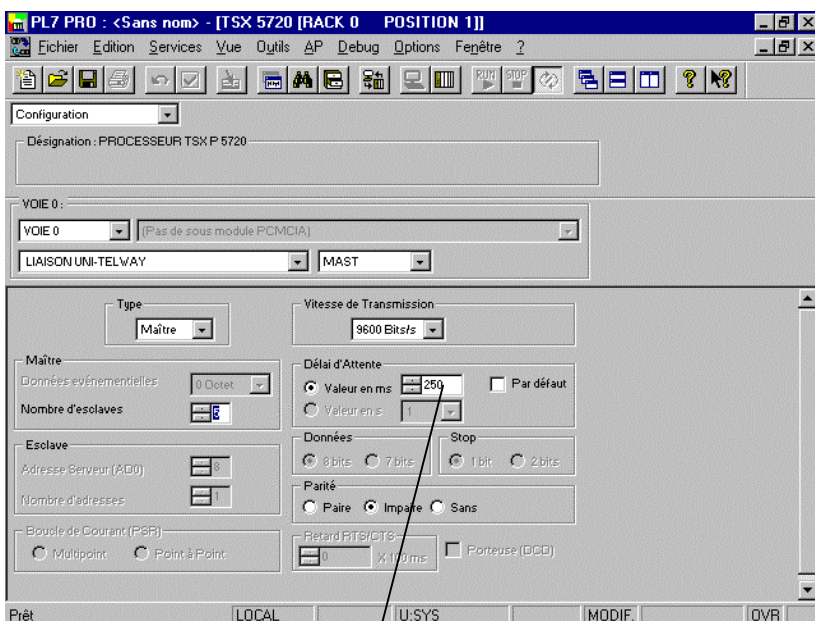 PL7 PRO : <Sans nom> - [TSX 5720 [RACK 0 POSITION 1]]
Fichier Edition Services Vue Outils AP Debug Options Fenêtre ?
RUN STOP
Configuration
Désignation : PROCESSEUR TSX P 5720
VOIE 0 :
VOIE 0 (Pas de sous module PCMCIA)
LIAISON UNI-TELWAY MAST
Type
Maître
Vitesse de Transmission
9600 Bits/s
Maître
Données evénementielles 0 Octet
Nombre d'esclaves 5
Délai d'Attente
Valeur en ms 250 Par défaut
Valeur en s 1
Esclave
Adresse Serveur (AD0) 8
Nombre d'adresses 1
Données
8 bits 7 bits
Stop
1 bit 2 bits
Parité
Paire Impaire Sans
Boucle de Courant (PSR)
Multipoint Point à Point
Retard RTS/CTS
0 X 100 ms
Porteuse (DCD)
Prêt LOCAL U:SYS MODIF. OVR